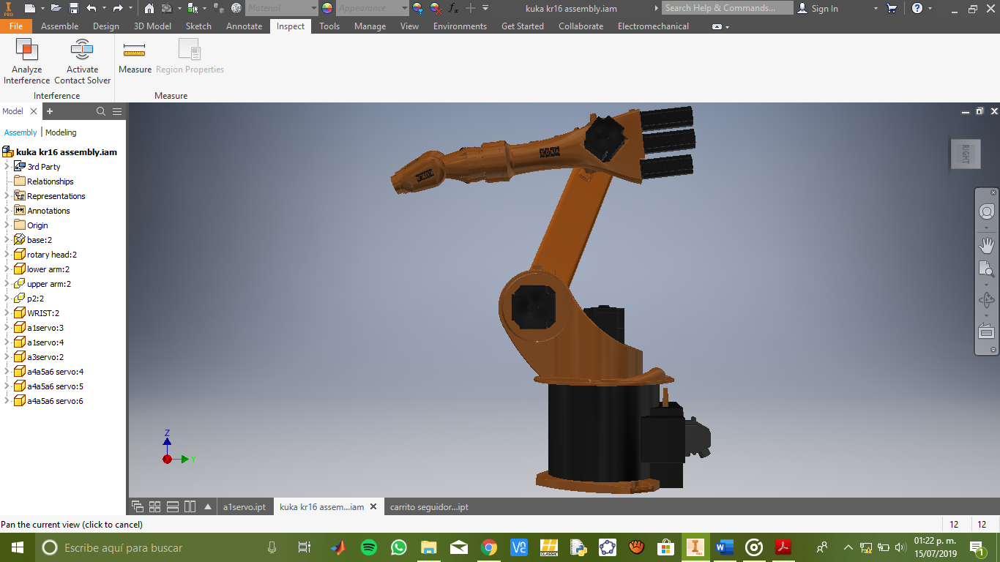 I
PRO
Material
Appearance
fx
kuka kr16 assembly.iam
Search Help & Commands...
Sign In
File
Assemble
Design
3D Model
Sketch
Annotate
Inspect
Tools
Manage
View
Environments
Get Started
Collaborate
Electromechanical
Analyze
Interference
Activate
Contact Solver
Measure
Region Properties
Interference
Measure
Model
Assembly
Modeling
kuka kr16 assembly.iam
3rd Party
Relationships
Representations
Annotations
Origin
base:2
rotary head:2
lower arm:2
upper arm:2
p2:2
WRIST:2
a1servo:3
a1servo:4
a3servo:2
a4a5a6 servo:4
a4a5a6 servo:5
a4a5a6 servo:6
KUKA
RIGHT
Z
Y
a1servo.ipt
kuka kr16 assem...iam
carrito seguidor...ipt
Pan the current view (click to cancel)
12
12
Escribe aquí para buscar
01:22 p. m.
15/07/2019
1